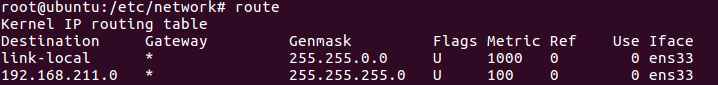 root@ubuntu:/etc/network# route
Kernel IP routing table
Destination     Gateway         Genmask         Flags Metric Ref    Use Iface
link-local      *               255.255.0.0     U     1000   0        0 ens33
192.168.211.0   *               255.255.255.0   U     100    0        0 ens33